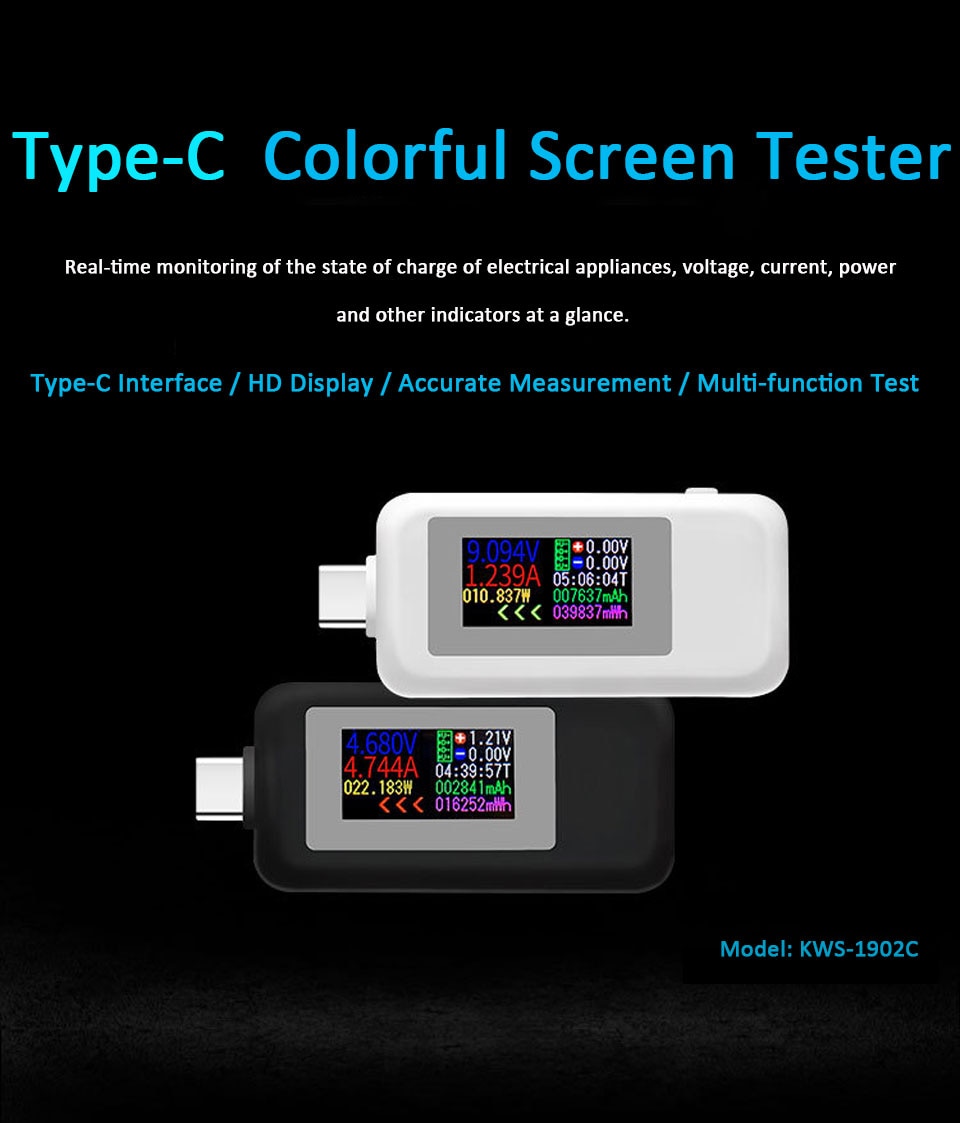 Type-C Colorful Screen Tester
Real-time monitoring of the state of charge of electrical appliances, voltage, current, power
and other indicators at a glance.
Type-C Interface / HD Display / Accurate Measurement / Multi-function Test
9.094V
1.239A
010.837W
<<<
+0.00V
-0.00V
05:06:04T
007637mAh
039837mWh
4.680V
4.744A
022.183W
<<<
+1.21V
-0.00V
04:39:57T
002841mAh
016252mWh
Model: KWS-1902C